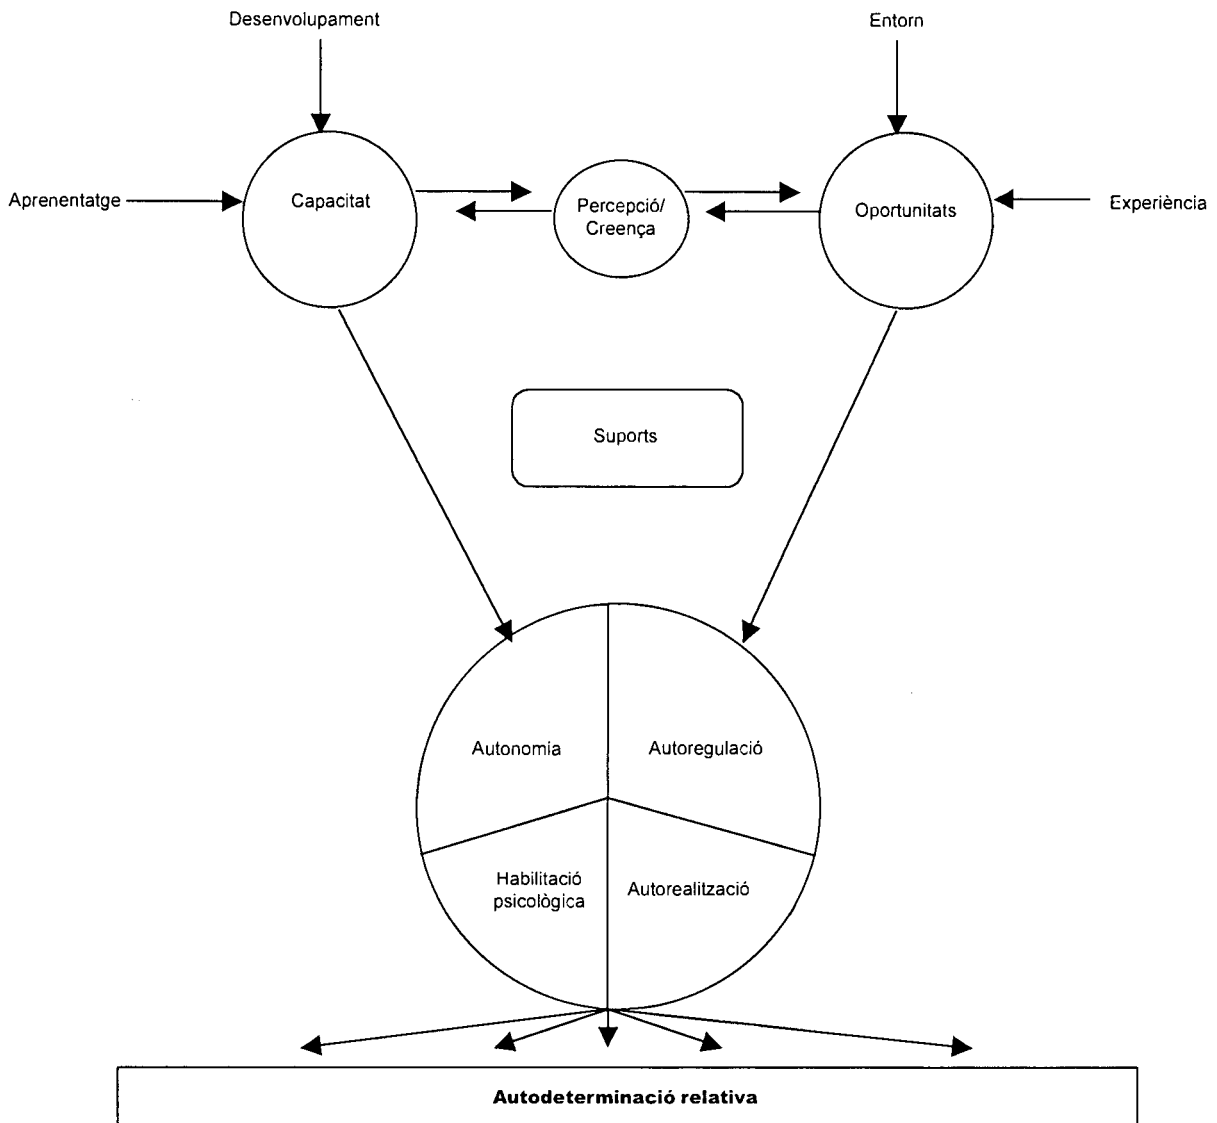 Desenvolupament
Entorn
Aprenentatge
Capacitat
Percepció/
Creença
Oportunitats
Experiència
Suports
Autonomia
Autoregulació
Habilitació
psicològica
Autorealització
Autodeterminació relativa